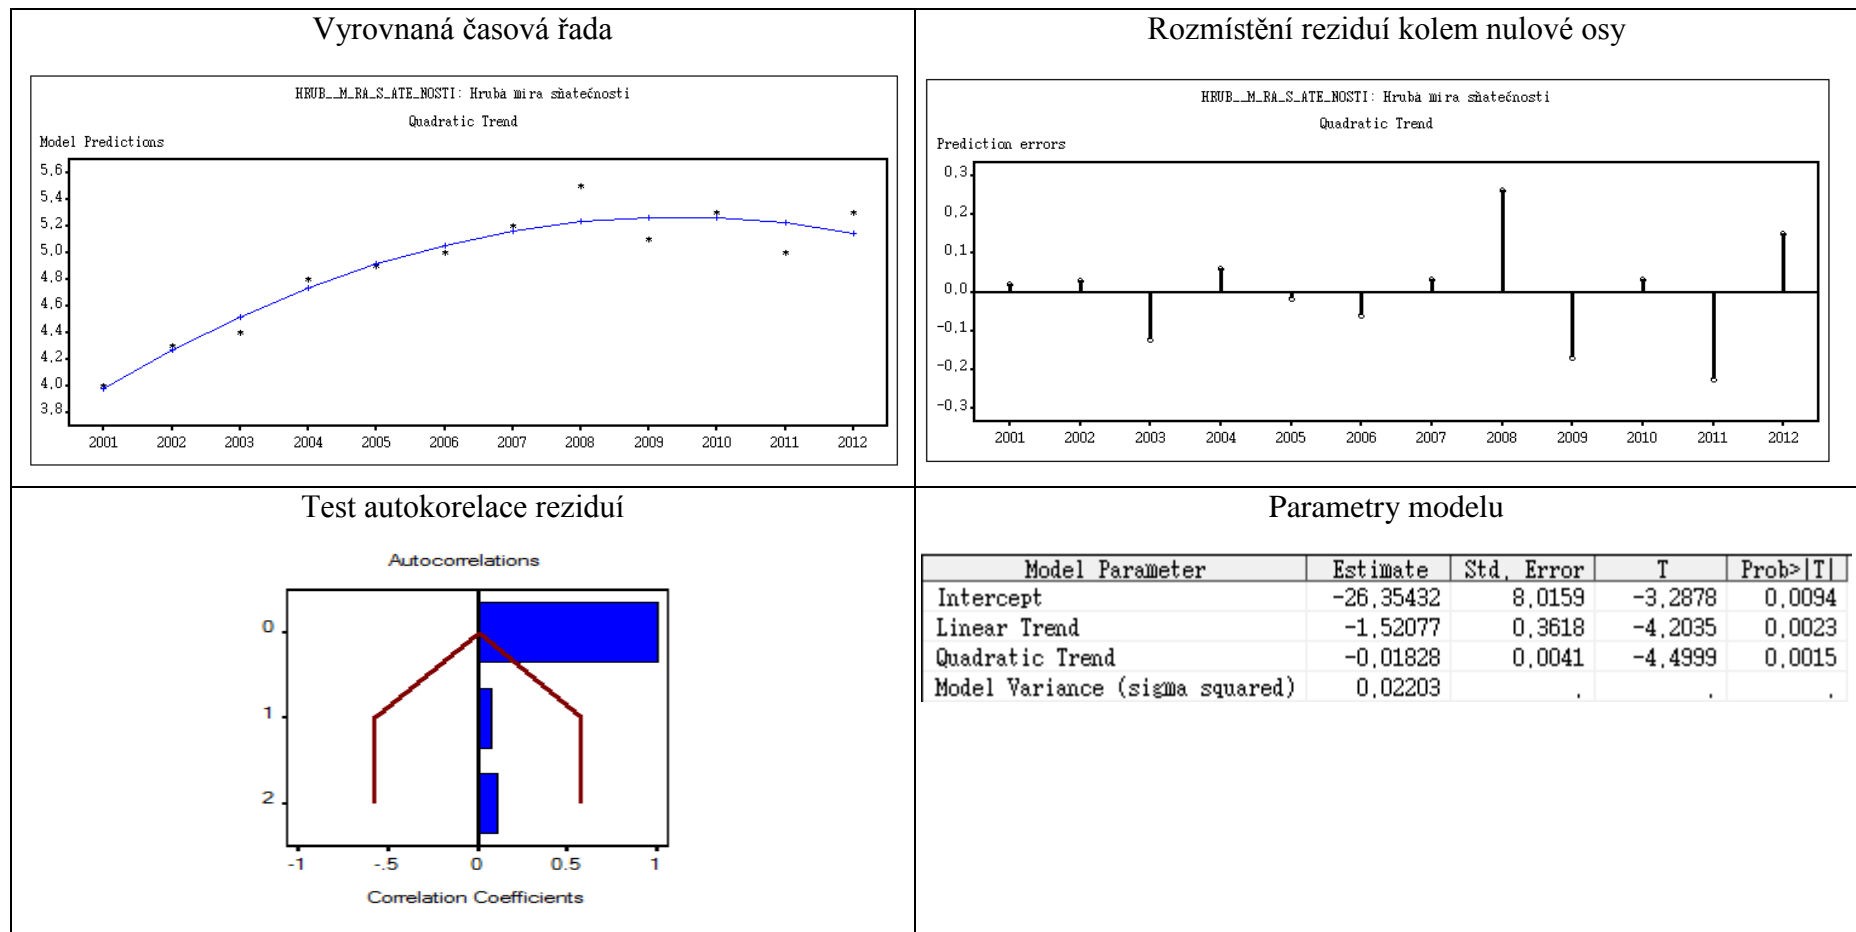 Vyrovnaná časová řada
HRUB__M_RA_S_ATE_NOSTI: Hrubá míra sňatečnosti
Quadratic Trend
Model Predictions
5,6
5,4
5,2
5,0
4,8
4,6
4,4
4,2
4,0
3,8
2001 2002 2003 2004 2005 2006 2007 2008 2009 2010 2011 2012
Rozmístění reziduí kolem nulové osy
HRUB__M_RA_S_ATE_NOSTI: Hrubá míra sňatečnosti
Quadratic Trend
Prediction errors
0,3
0,2
0,1
0,0
-0,1
-0,2
-0,3
2001 2002 2003 2004 2005 2006 2007 2008 2009 2010 2011 2012
Test autokorelace reziduí
Autocorrelations
0
1
2
-1 -.5 0 0.5 1
Correlation Coefficients
Parametry modelu
Model Parameter Estimate Std. Error T Prob>|T|
Intercept -26,35432 8,0159 -3,2878 0,0094
Linear Trend -1,52077 0,3618 -4,2035 0,0023
Quadratic Trend -0,01828 0,0041 -4,4999 0,0015
Model Variance (sigma squared) 0,02203 . . .